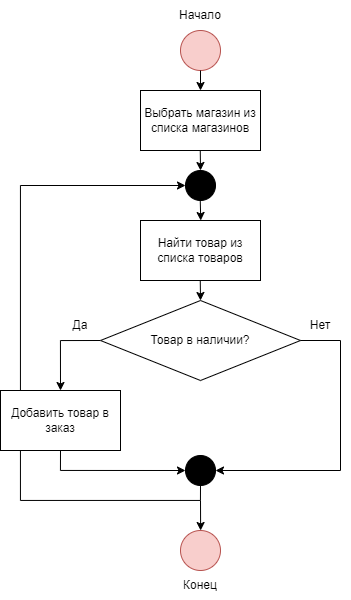 Начало
Выбрать магазин из
списка магазинов
Найти товар из
списка товаров
Да
Товар в наличии?
Нет
Добавить товар в
заказ
Конец